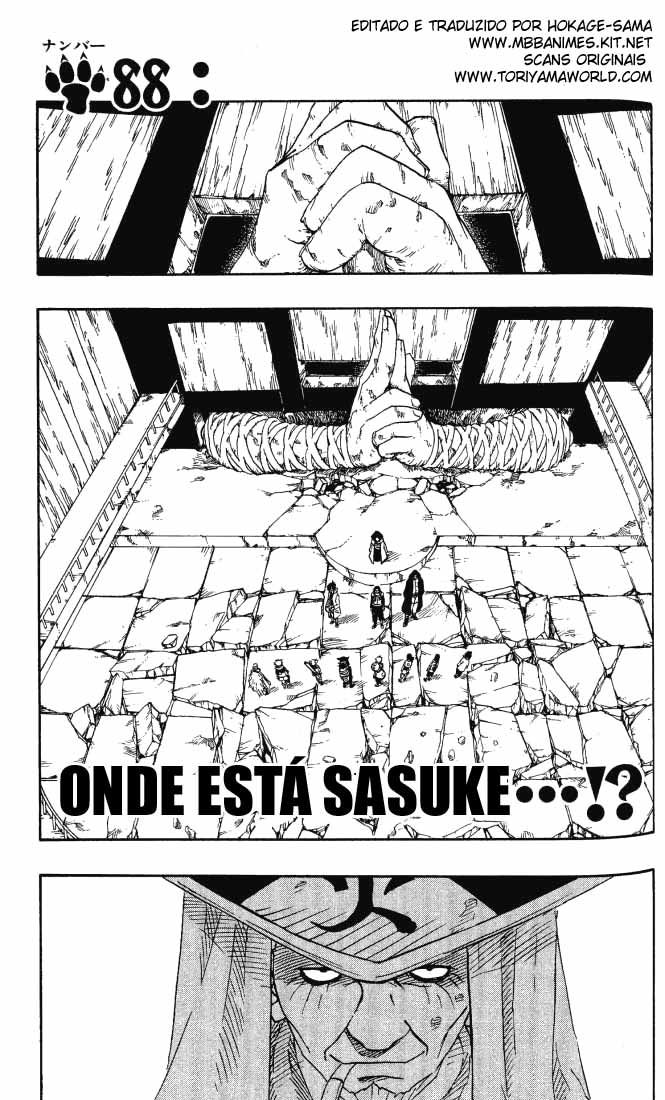 EDITADO E TRADUZIDO POR HOKAGE-SAMA
WWW.MBBANIMES.KIT.NET
SCANS ORIGINAIS
WWW.TORIYAMAWORLD.COM
ナンバー
88:
ONDE ESTÁ SASUKE...!?